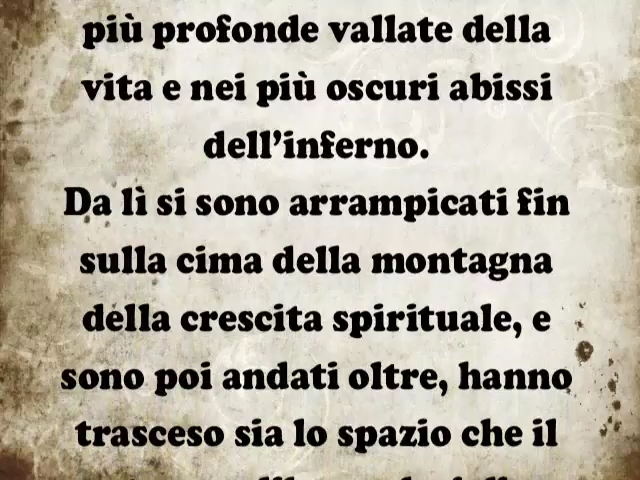 più profonde vallate della
vita e nei più oscuri abissi
dell'inferno.
Da lì si sono arrampicati fin
sulla cima della montagna
della crescita spirituale, e
sono poi andati oltre, hanno
trasceso sia lo spazio che il